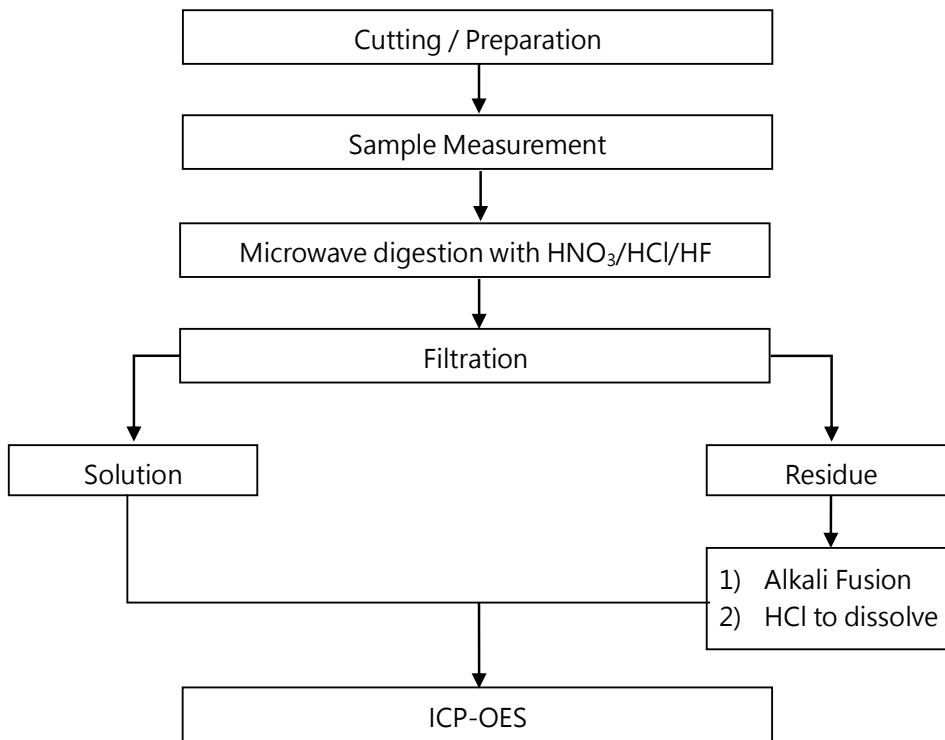 Cutting / Preparation
Sample Measurement
Microwave digestion with HNO₃/HCl/HF
Filtration
Solution
Residue
1) Alkali Fusion
2) HCl to dissolve
ICP-OES